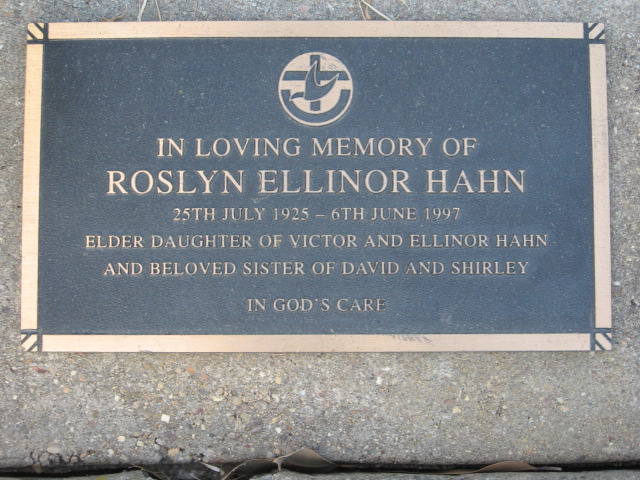 IN LOVING MEMORY OF
ROSLYN ELLINOR HAHN
25TH JULY 1925 – 6TH JUNE 1997
ELDER DAUGHTER OF VICTOR AND ELLINOR HAHN
AND BELOVED SISTER OF DAVID AND SHIRLEY
IN GOD'S CARE